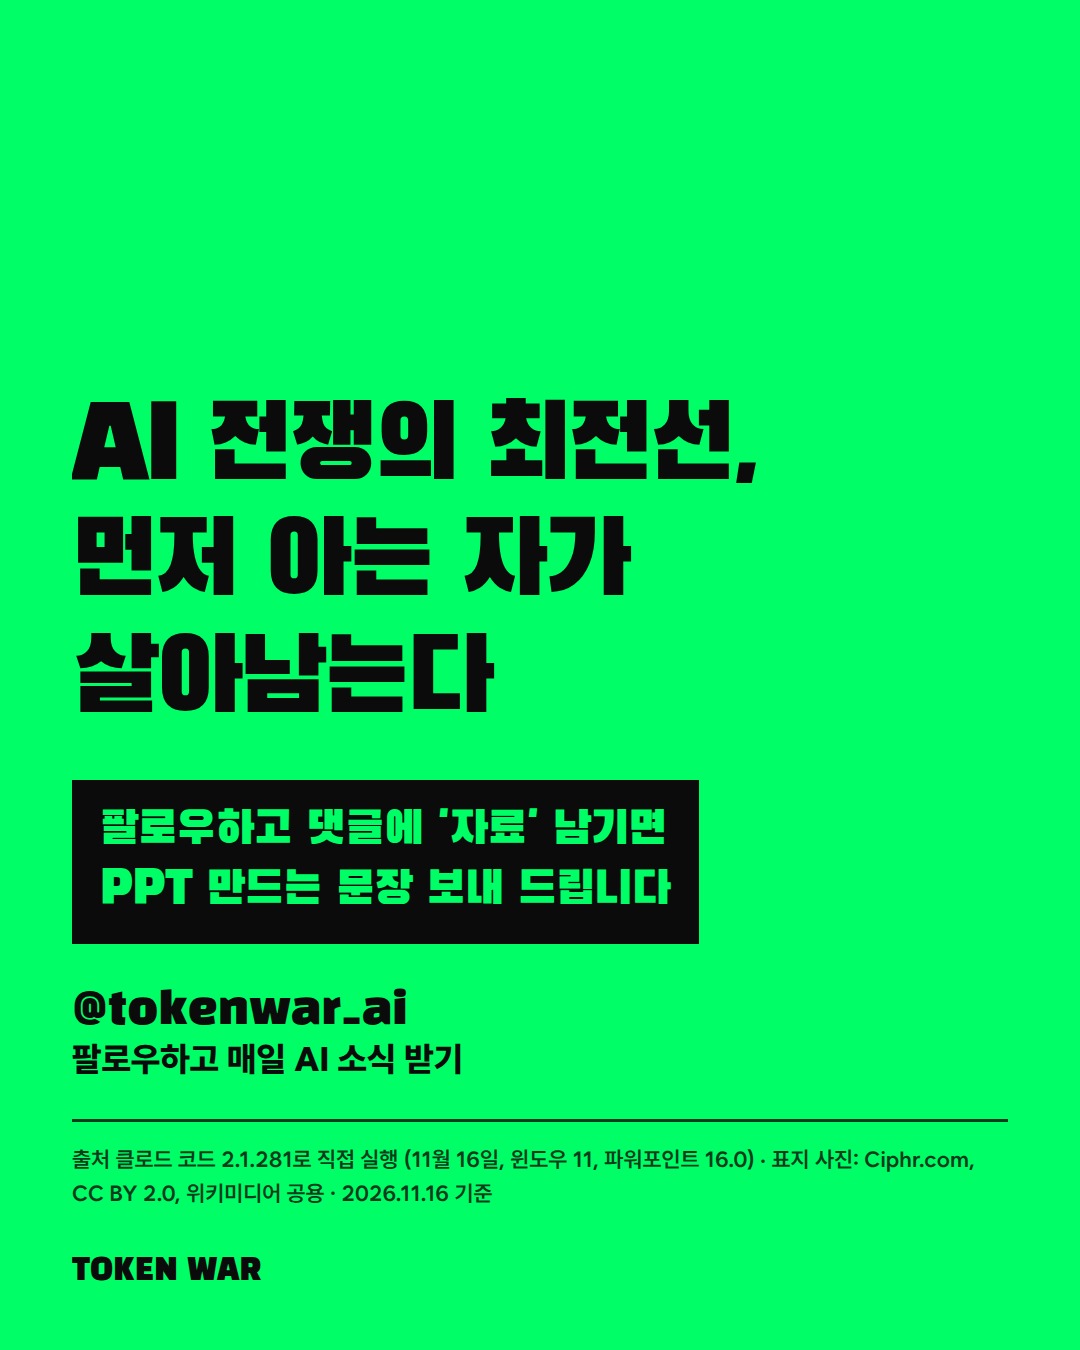 AI 전쟁의 최전선,
먼저 아는 자가
살아남는다
팔로우하고 댓글에 '자료' 남기면
PPT 만드는 문장 보내 드립니다
@tokenwar_ai
팔로우하고 매일 AI 소식 받기
출처 클로드 코드 2.1.281로 직접 실행 (11월 16일, 윈도우 11, 파워포인트 16.0) · 표지 사진: Ciphr.com,
CC BY 2.0, 위키미디어 공용 · 2026.11.16 기준
TOKEN WAR